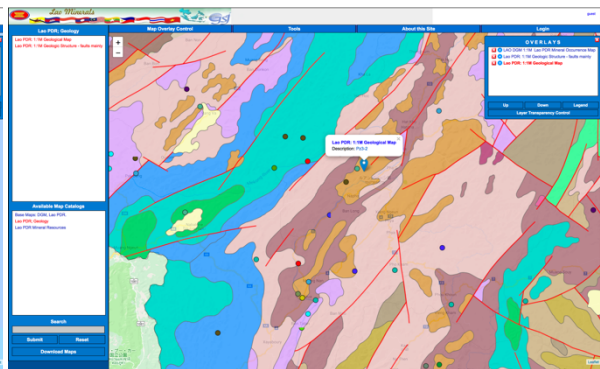 Lao Minerals
guest
Lao PDR; Geology
Map Overlay Control
Tools
About this Site
Login
Lao PDR: 1:1M Geological Map
Lao PDR: 1:1M Geologic Structure - faults mainly
+
−
OVERLAYS
LAO DGM 1:1M: Lao PDR Mineral Occurrence Map
Lao PDR: 1:1M Geologic Structure - faults mainly
Lao PDR: 1:1M Geological Map
Up
Down
Legend
Layer Transparency Control
Lao PDR: 1:1M Geological Map
Description: Pz3-2
Available Map Catalogs
Base Maps: DGM, Lao PDR.
Lao PDR; Geology
Lao PDR Mineral Resources
Search
Submit
Reset
Download Maps
Leaflet